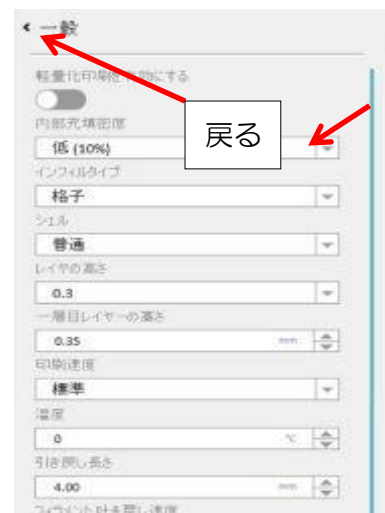 一般
軽量化印刷を有効にする
内部充填密度
低 (10%)
インフィルタイプ
格子
シェル
普通
レイヤの高さ
0.3
一層目レイヤーの高さ
0.35 mm
印刷速度
標準
温度
0 ℃
引き戻し長さ
4.00 mm
戻る